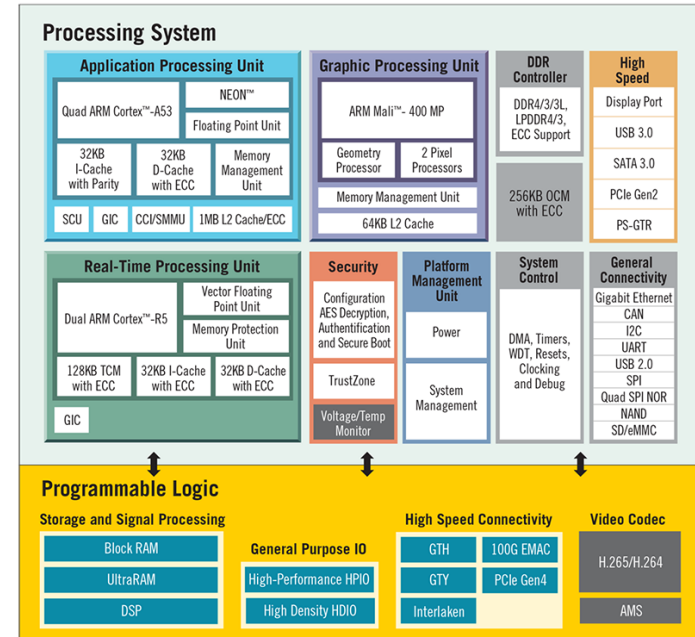 Processing System
Application Processing Unit
Quad ARM Cortex™-A53
NEON™
Floating Point Unit
32KB
I-Cache
with Parity
32KB
D-Cache
with ECC
Memory
Management
Unit
SCU
GIC
CCI/SMMU
1MB L2 Cache/ECC
Graphic Processing Unit
ARM Mali™- 400 MP
Geometry
Processor
2 Pixel
Processors
Memory Management Unit
64KB L2 Cache
DDR
Controller
DDR4/3/3L,
LPDDR4/3,
ECC Support
256KB OCM
with ECC
High
Speed
Display Port
USB 3.0
SATA 3.0
PCIe Gen2
PS-GTR
Real-Time Processing Unit
Dual ARM Cortex™-R5
Vector Floating
Point Unit
Memory Protection
Unit
128KB TCM
with ECC
32KB I-Cache
with ECC
32KB D-Cache
with ECC
GIC
Security
Configuration
AES Decryption,
Authentification
and Secure Boot
TrustZone
Voltage/Temp
Monitor
Platform
Management
Unit
Power
System
Management
System
Control
DMA, Timers,
WDT, Resets,
Clocking
and Debug
General
Connectivity
Gigabit Ethernet
CAN
I2C
UART
USB 2.0
SPI
Quad SPI NOR
NAND
SD/eMMC
Programmable Logic
Storage and Signal Processing
Block RAM
UltraRAM
DSP
General Purpose IO
High-Performance HPIO
High Density HDIO
High Speed Connectivity
GTH
100G EMAC
GTY
PCIe Gen4
Interlaken
Video Codec
H.265/H.264
AMS